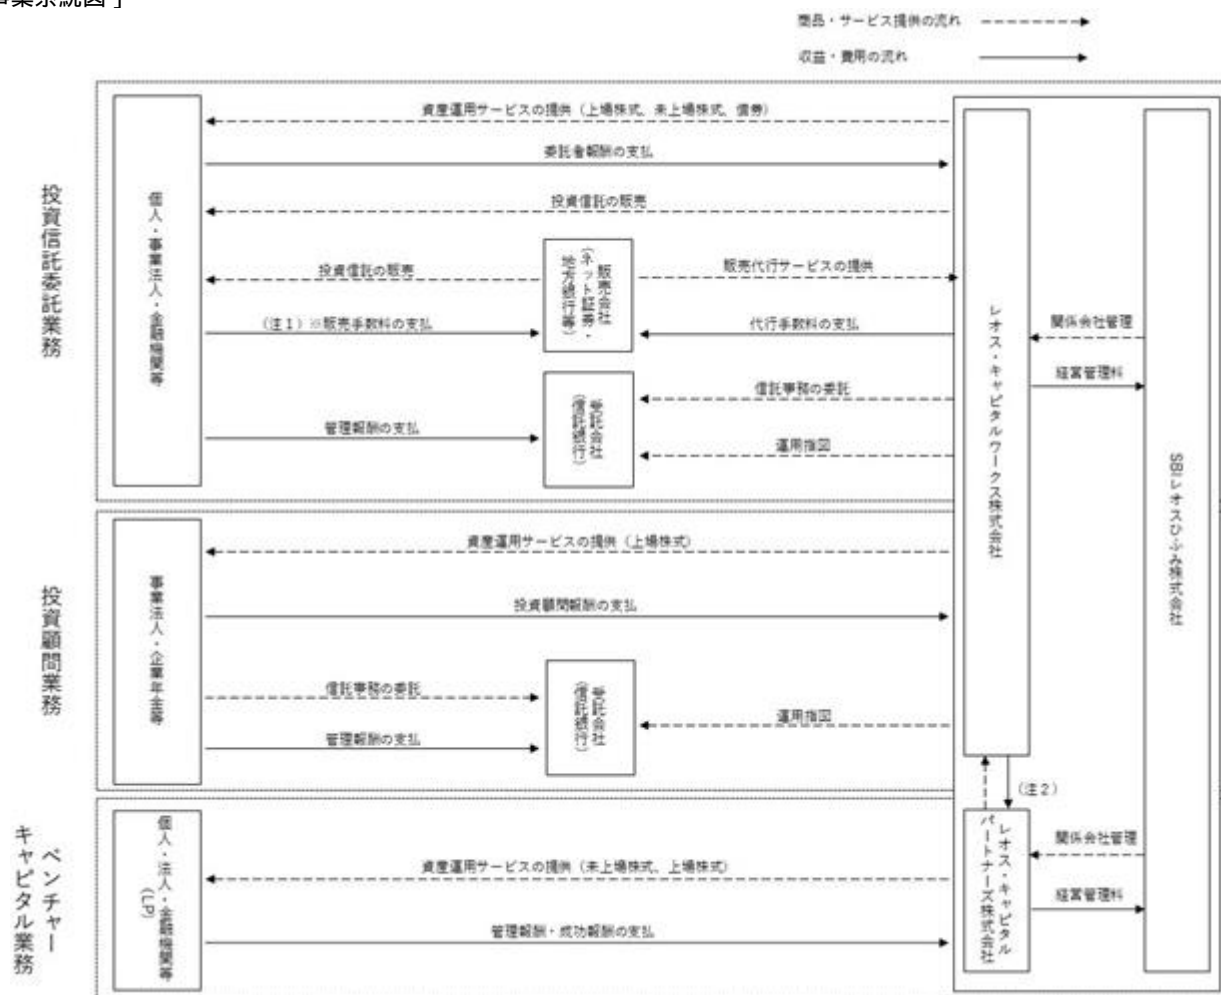 事業系統図］
商品・サービス提供の流れ
収益・費用の流れ
投資信託委託業務
個人・事業法人・金融機関等
資産運用サービスの提供（上場株式、未上場株式、債券）
委託者報酬の支払
投資信託の販売
投資信託の販売
（注１）※販売手数料の支払
販売会社
（ネット証券・
地方銀行等）
販売代行サービスの提供
代行手数料の支払
管理報酬の支払
受託会社
（信託銀行）
信託事務の委託
運用指図
レオス・キャピタルワークス株式会社
関係会社管理
経営管理料
SBIレオスひふみ株式会社
投資顧問業務
事業法人・企業年金等
資産運用サービスの提供（上場株式）
投資顧問報酬の支払
信託事務の委託
管理報酬の支払
受託会社
（信託銀行）
運用指図
（注２）
ベンチャー
キャピタル業務
個人・法人・金融機関等
（LP）
資産運用サービスの提供（未上場株式、上場株式）
管理報酬・成功報酬の支払
レオス・キャピタル
パートナーズ株式会社
関係会社管理
経営管理料